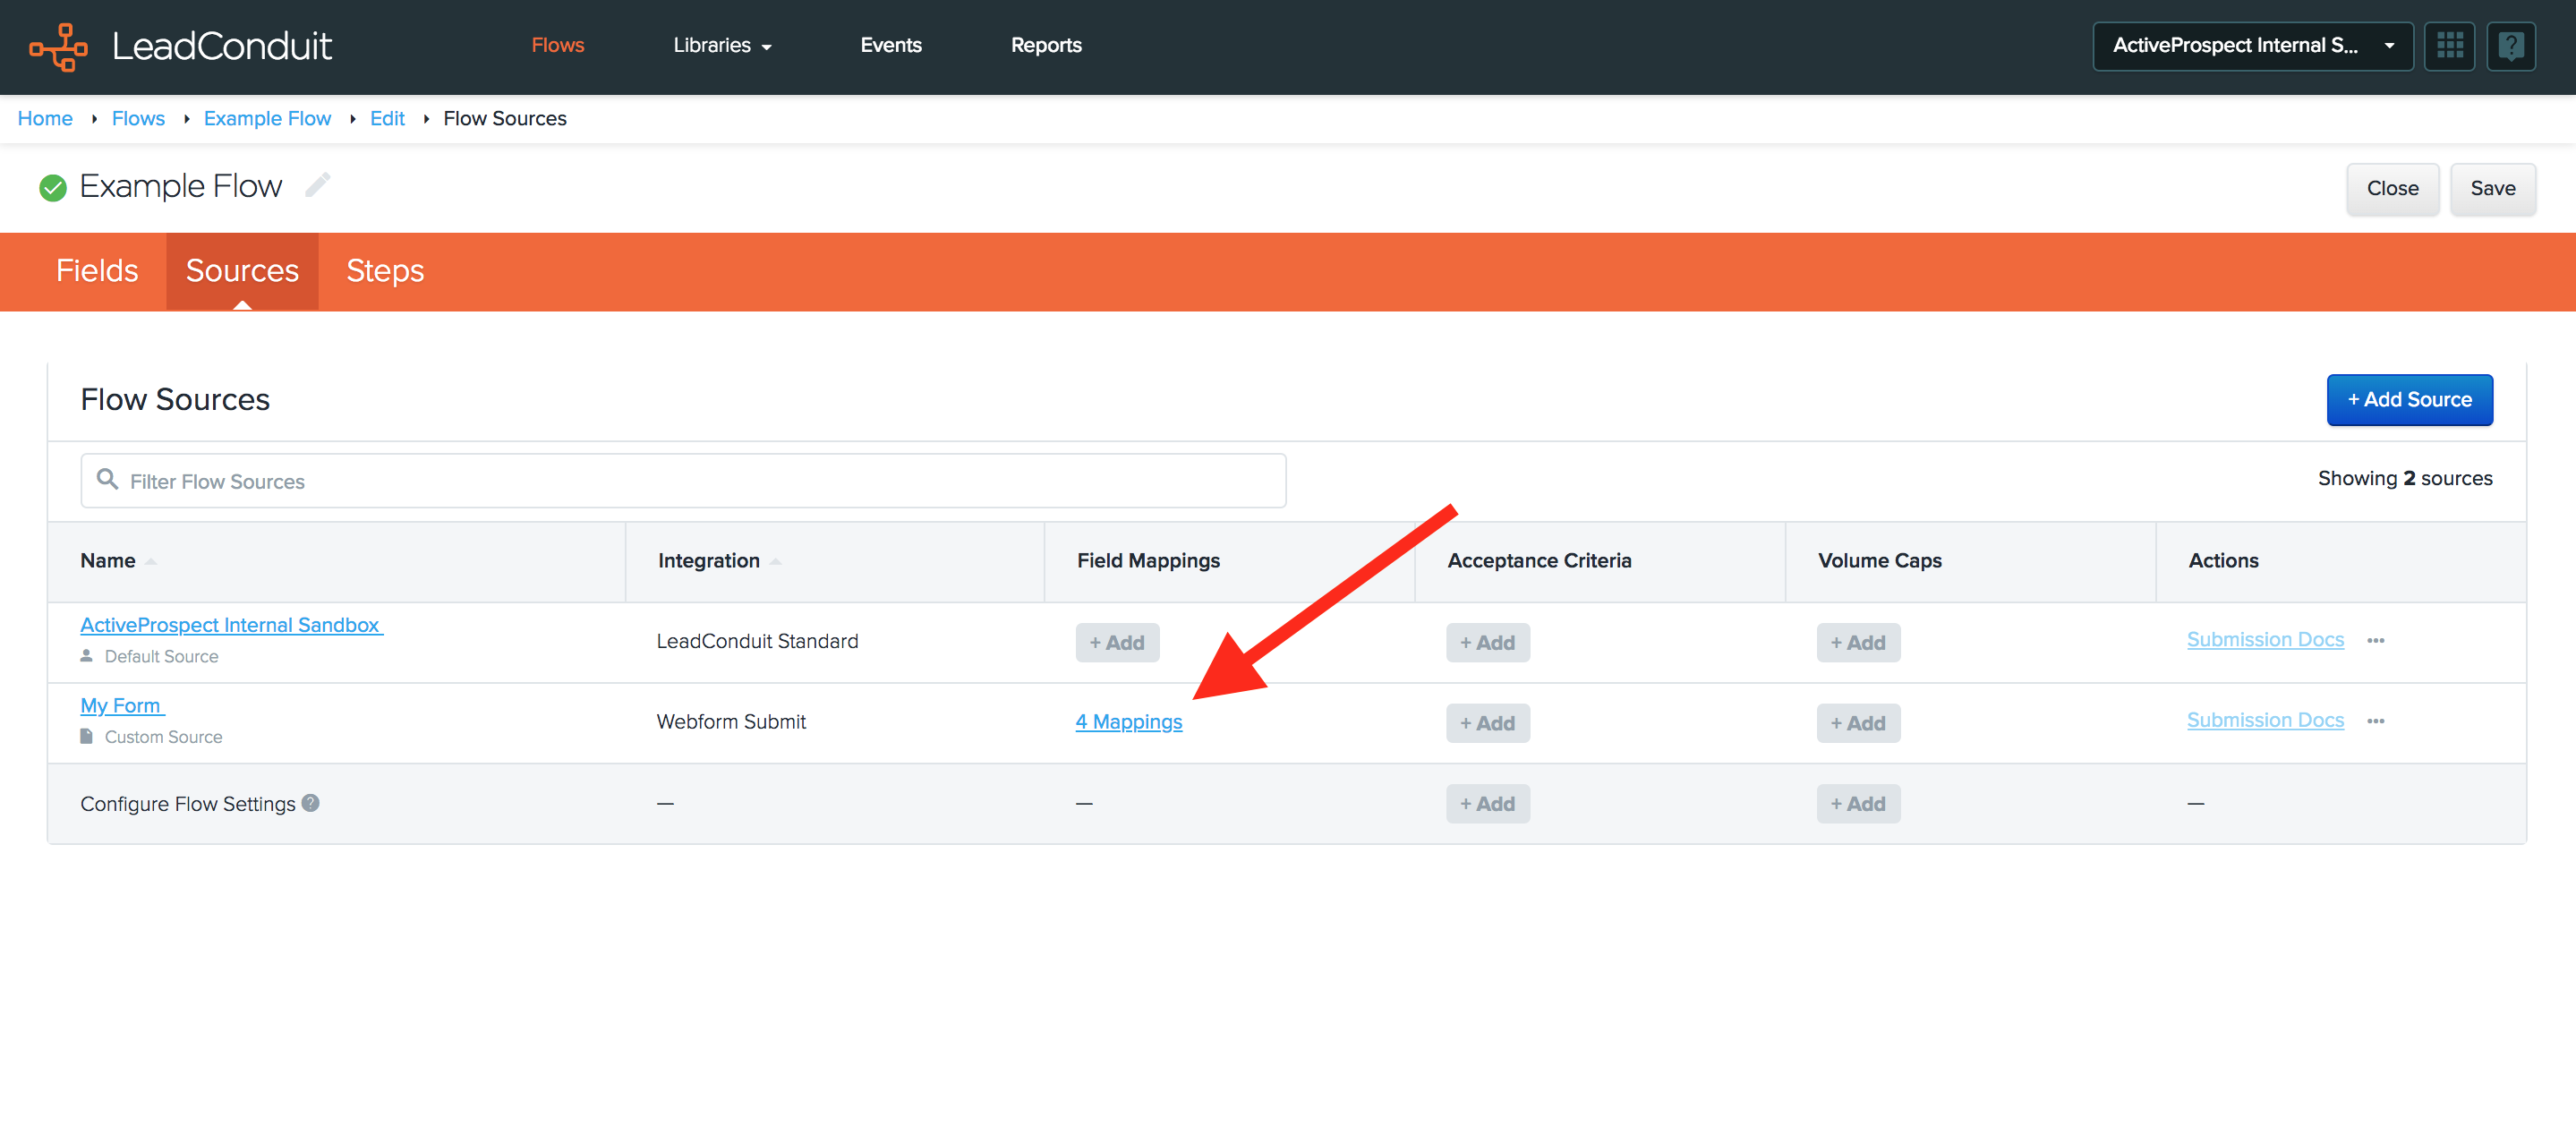 LeadConduit Flows Libraries Events Reports ActiveProspect Internal S... ?
Home Flows Example Flow Edit Flow Sources
Example Flow Close Save
Fields Sources Steps
Flow Sources + Add Source
Filter Flow Sources Showing 2 sources
Name Integration Field Mappings Acceptance Criteria Volume Caps Actions
ActiveProspect Internal Sandbox LeadConduit Standard + Add + Add + Add Submission Docs •••
Default Source
My Form Webform Submit 4 Mappings + Add + Add Submission Docs •••
Custom Source
Configure Flow Settings ? — — + Add + Add —